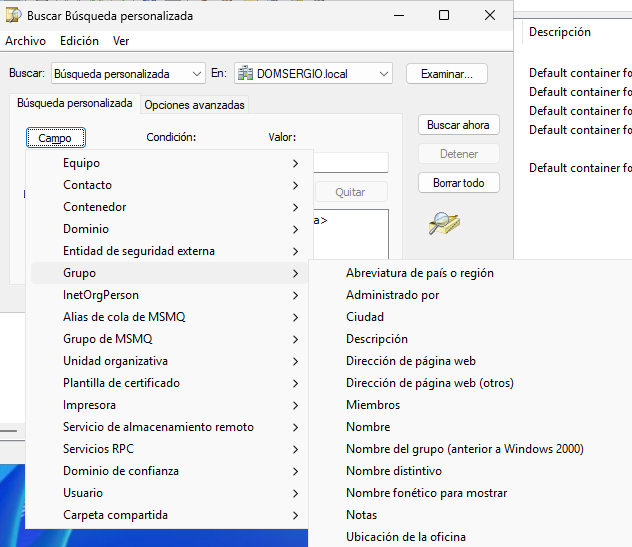 Buscar Búsqueda personalizada
Archivo Edición Ver
Buscar: Búsqueda personalizada En: DOMSERGIO.local Examinar...
Búsqueda personalizada Opciones avanzadas
Campo Condición: Valor:
Buscar ahora
Detener
Quitar
Borrar todo
a>
Equipo
Contacto
Contenedor
Dominio
Entidad de seguridad externa
Grupo
InetOrgPerson
Alias de cola de MSMQ
Grupo de MSMQ
Unidad organizativa
Plantilla de certificado
Impresora
Servicio de almacenamiento remoto
Servicios RPC
Dominio de confianza
Usuario
Carpeta compartida
Abreviatura de país o región
Administrado por
Ciudad
Descripción
Dirección de página web
Dirección de página web (otros)
Miembros
Nombre
Nombre del grupo (anterior a Windows 2000)
Nombre distintivo
Nombre fonético para mostrar
Notas
Ubicación de la oficina
Descripción
Default container fo
Default container fo
Default container fo
Default container fo
Default container fo